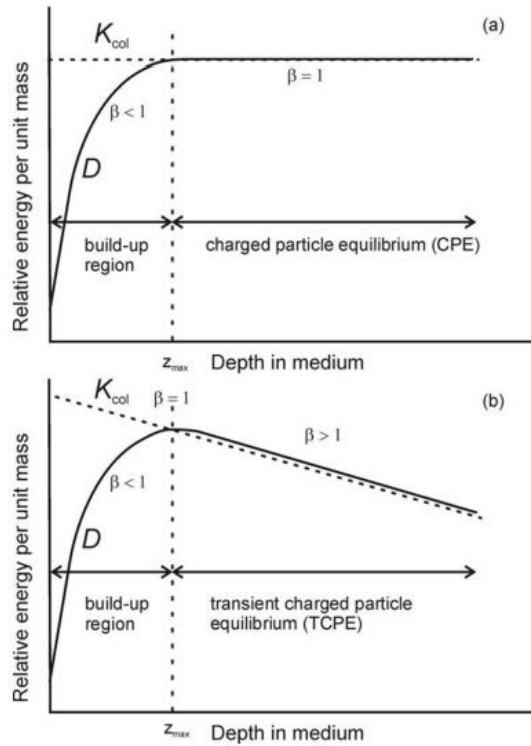 (a)
K_col
β = 1
β < 1
D
Relative energy per unit mass
build-up
region
charged particle equilibrium (CPE)
z_max
Depth in medium
(b)
K_col
β = 1
β > 1
β < 1
D
Relative energy per unit mass
build-up
region
transient charged particle
equilibrium (TCPE)
z_max
Depth in medium